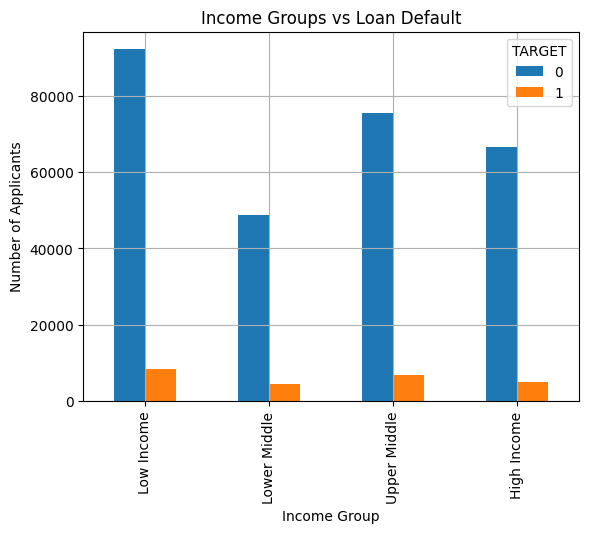 Income Groups vs Loan Default
TARGET
0
1
80000
60000
40000
20000
0
Number of Applicants
Low Income
Lower Middle
Upper Middle
High Income
Income Group